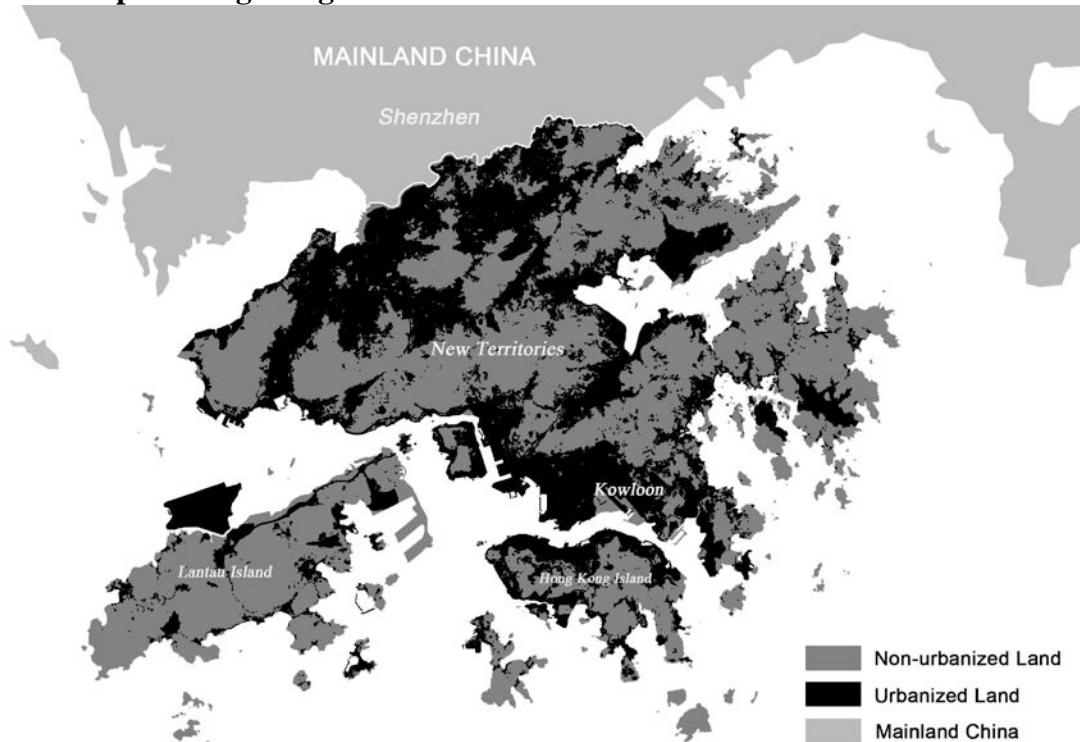 MAINLAND CHINA
Shenzhen
New Territories
Kowloon
Lantau Island
Hong Kong Island
Non-urbanized Land
Urbanized Land
Mainland China